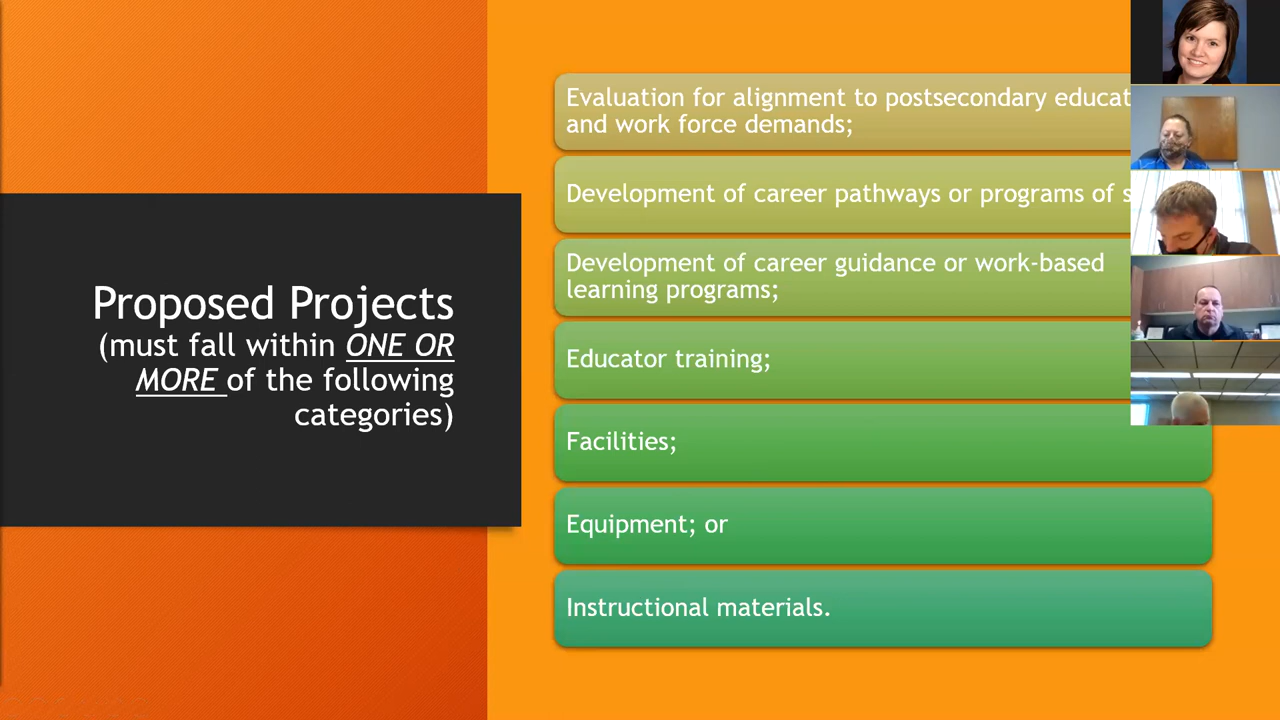 Proposed Projects
(must fall within ONE OR
MORE of the following
categories)
Evaluation for alignment to postsecondary
and work force demands;
Development of career pathways or programs of
Development of career guidance or work-based
learning programs;
Educator training;
Facilities;
Equipment; or
Instructional materials.